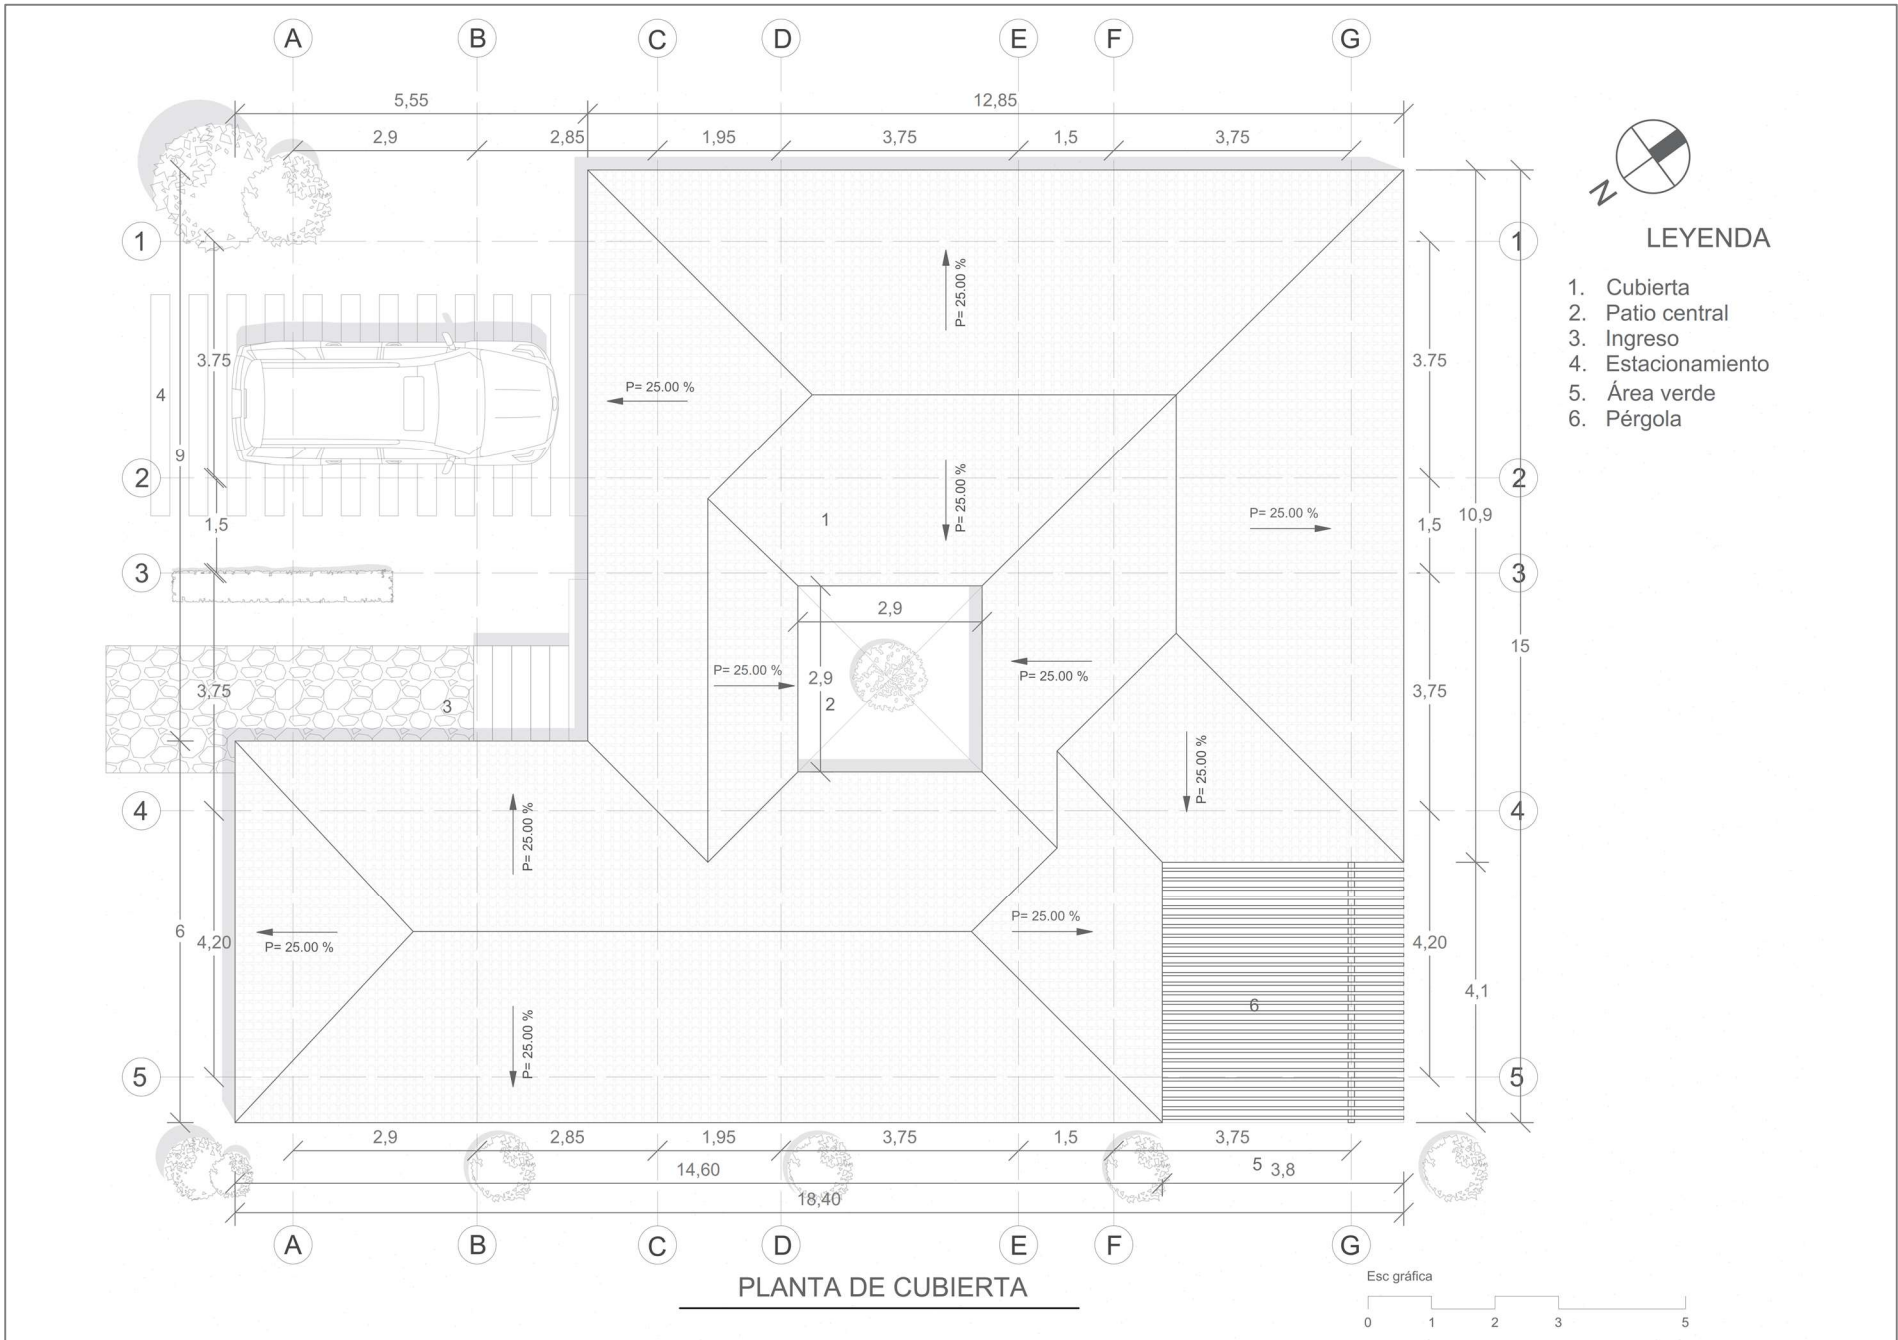 A B C D E F G
5,55 12,85
2,9 2,85 1,95 3,75 1,5 3,75
N
LEYENDA
1. Cubierta
2. Patio central
3. Ingreso
4. Estacionamiento
5. Área verde
6. Pérgola
1 1
P= 25.00 %
3.75 3.75
4
P= 25.00 %
9
2 2
P= 25.00 %
P= 25.00 %
10,9
1
1,5 1,5
3 3
2,9
15
P= 25.00 %
2,9
P= 25.00 %
3,75 3,75
3
2
P= 25.00 %
4 4
P= 25.00 %
P= 25.00 %
6
4,20 4,20
P= 25.00 %
4,1
6
P= 25.00 %
5 5
2,9 2,85 1,95 3,75 1,5 3,75
14,60 5 3,8
18,40
A B C D E F G
PLANTA DE CUBIERTA
Esc gráfica
0 1 2 3 5